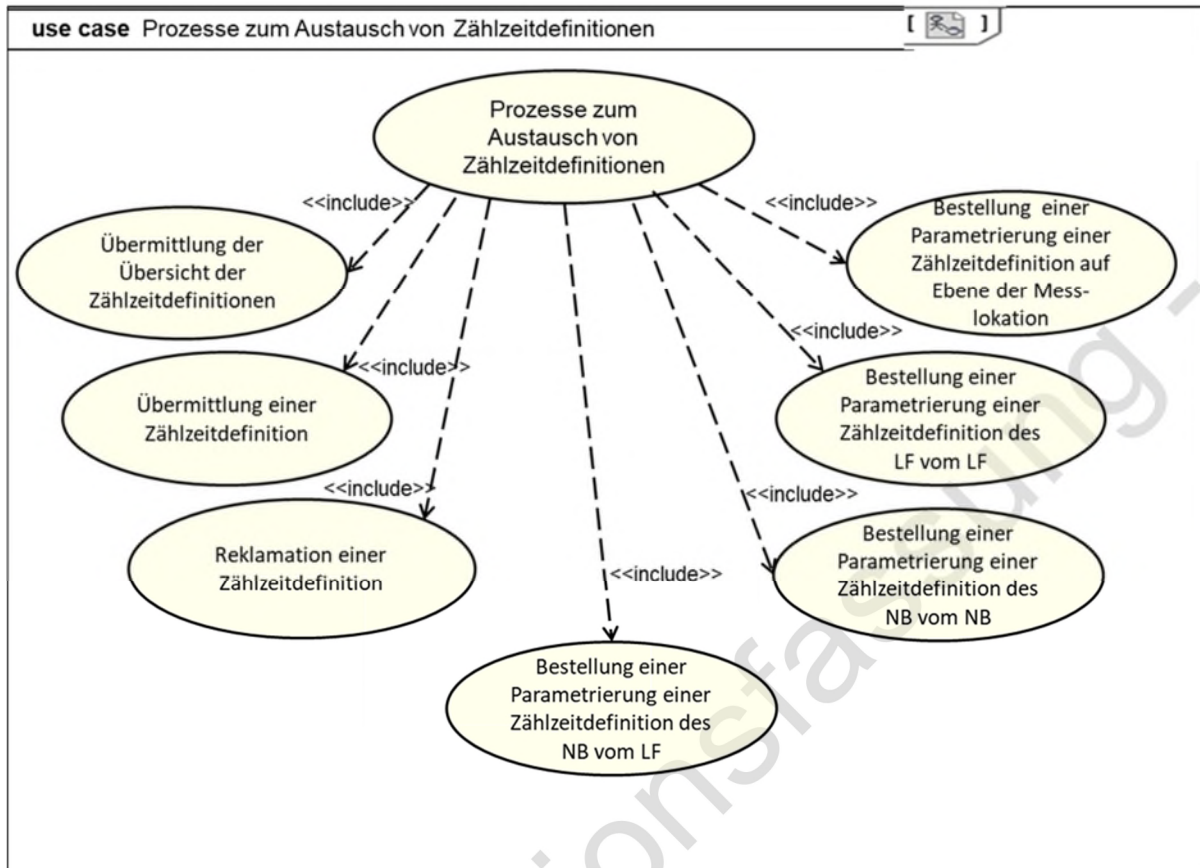 use case Prozesse zum Austausch von Zählzeitdefinitionen
[ ]
Prozesse zum
Austausch von
Zählzeitdefinitionen
<<include>>
Übermittlung der
Übersicht der
Zählzeitdefinitionen
<<include>>
Übermittlung einer
Zählzeitdefinition
<<include>>
Reklamation einer
Zählzeitdefinition
<<include>>
Bestellung einer
Parametrierung einer
Zählzeitdefinition des
NB vom LF
<<include>>
Bestellung einer
Parametrierung einer
Zählzeitdefinition des
NB vom NB
<<include>>
Bestellung einer
Parametrierung einer
Zählzeitdefinition des
LF vom LF
<<include>>
Bestellung einer
Parametrierung einer
Zählzeitdefinition auf
Ebene der Mess-
lokation
onsfassung -